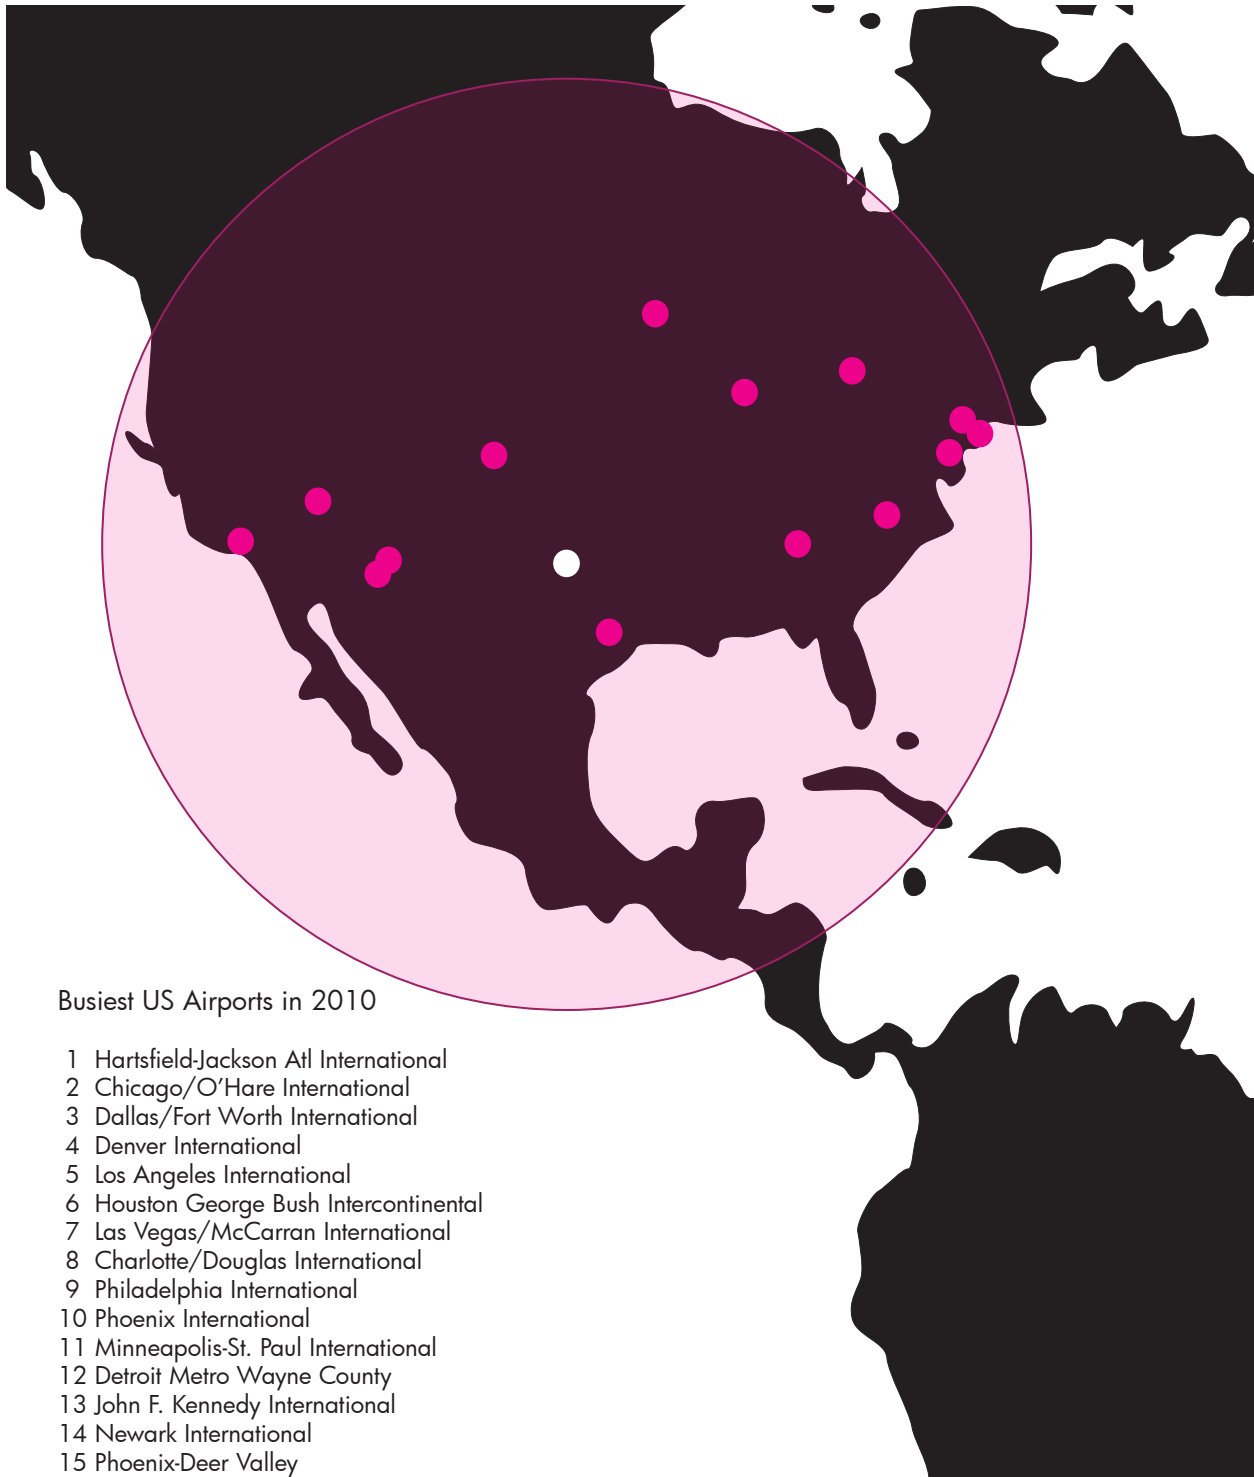 Busiest US Airports in 2010
1 Hartsfield-Jackson Atl International
2 Chicago/O'Hare International
3 Dallas/Fort Worth International
4 Denver International
5 Los Angeles International
6 Houston George Bush Intercontinental
7 Las Vegas/McCarran International
8 Charlotte/Douglas International
9 Philadelphia International
10 Phoenix International
11 Minneapolis-St. Paul International
12 Detroit Metro Wayne County
13 John F. Kennedy International
14 Newark International
15 Phoenix-Deer Valley